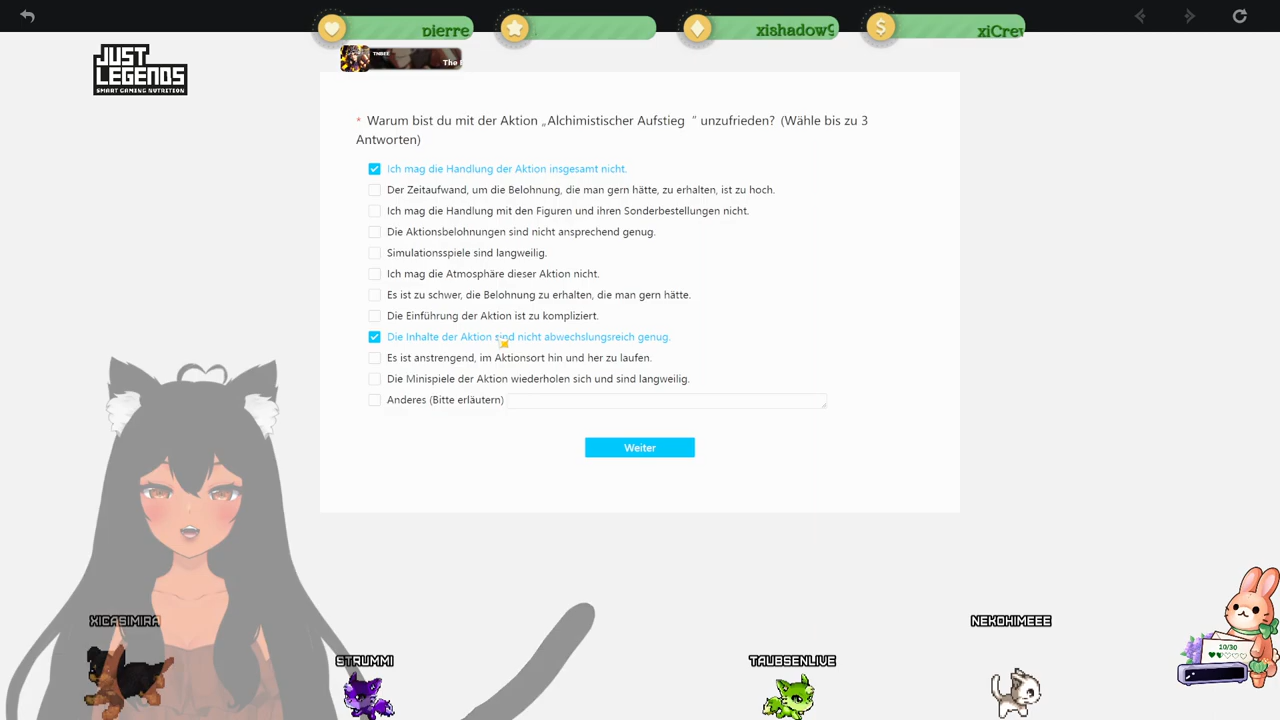 pierre
xishadow9
xiCrew
JUST
LEGENDS
SMART GAMING NUTRITION
TNBEE
The
* Warum bist du mit der Aktion „Alchimistischer Aufstieg “ unzufrieden? (Wähle bis zu 3
Antworten)
Ich mag die Handlung der Aktion insgesamt nicht.
Der Zeitaufwand, um die Belohnung, die man gern hätte, zu erhalten, ist zu hoch.
Ich mag die Handlung mit den Figuren und ihren Sonderbestellungen nicht.
Die Aktionsbelohnungen sind nicht ansprechend genug.
Simulationsspiele sind langweilig.
Ich mag die Atmosphäre dieser Aktion nicht.
Es ist zu schwer, die Belohnung zu erhalten, die man gern hätte.
Die Einführung der Aktion ist zu kompliziert.
Die Inhalte der Aktion sind nicht abwechslungsreich genug.
Es ist anstrengend, im Aktionsort hin und her zu laufen.
Die Minispiele der Aktion wiederholen sich und sind langweilig.
Anderes (Bitte erläutern)
Weiter
XICASIMIRA
NEKOHIMEEE
10/30
STRUMMI
TAUBSENLIVE